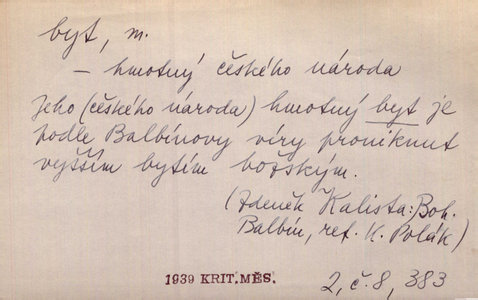 byt, m.
– hmotný českého národa
Jeho (českého národa) hmotný byt je
podle Balbínovy víry proniknut
vyšším bytím božským.
(Zdeněk Kalista: Boh.
Balbín, ref. K. Polák)
1939 KRIT. MĚS. 2, č. 8, 383